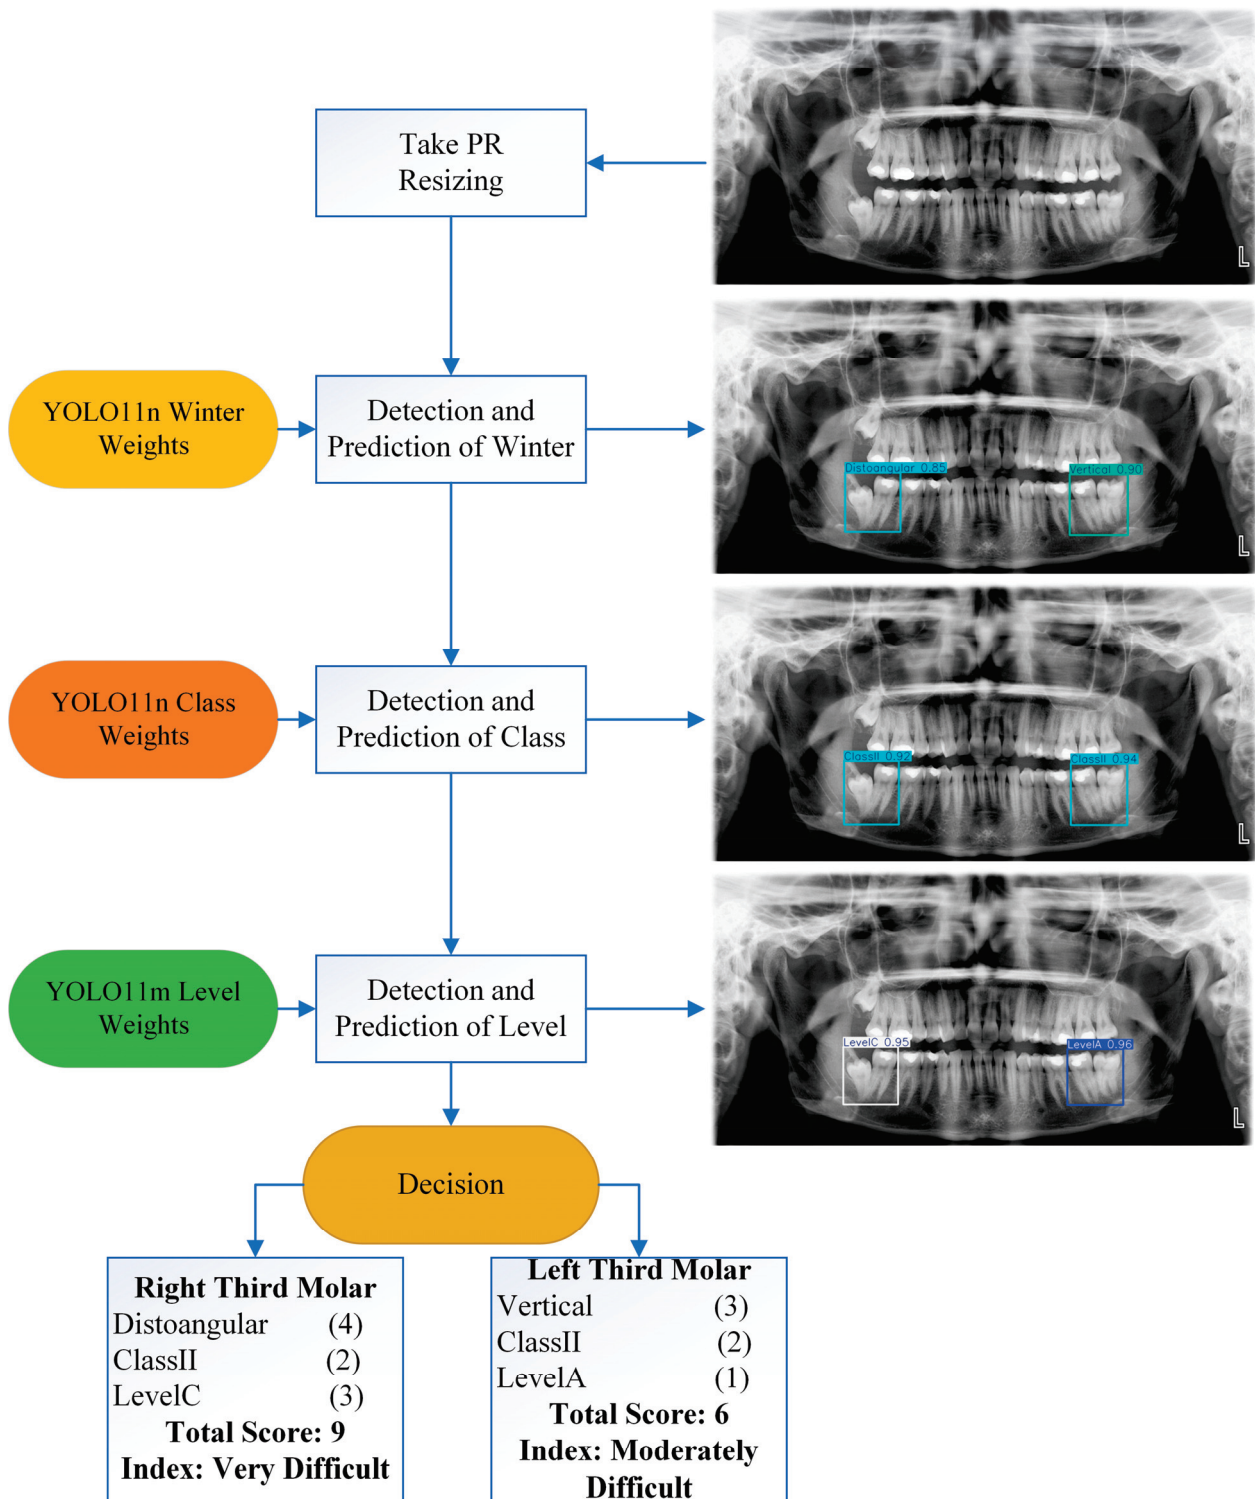 Take PR
Resizing
L
YOLO11n Winter
Weights
Detection and
Prediction of Winter
Distoangular 0.85
Vertical 0.90
L
YOLO11n Class
Weights
Detection and
Prediction of Class
ClassII 0.92
ClassII 0.94
L
YOLO11m Level
Weights
Detection and
Prediction of Level
LevelC 0.95
LevelA 0.96
L
Decision
Right Third Molar
Distoangular (4)
ClassII (2)
LevelC (3)
Total Score: 9
Index: Very Difficult
Left Third Molar
Vertical (3)
ClassII (2)
LevelA (1)
Total Score: 6
Index: Moderately
Difficult